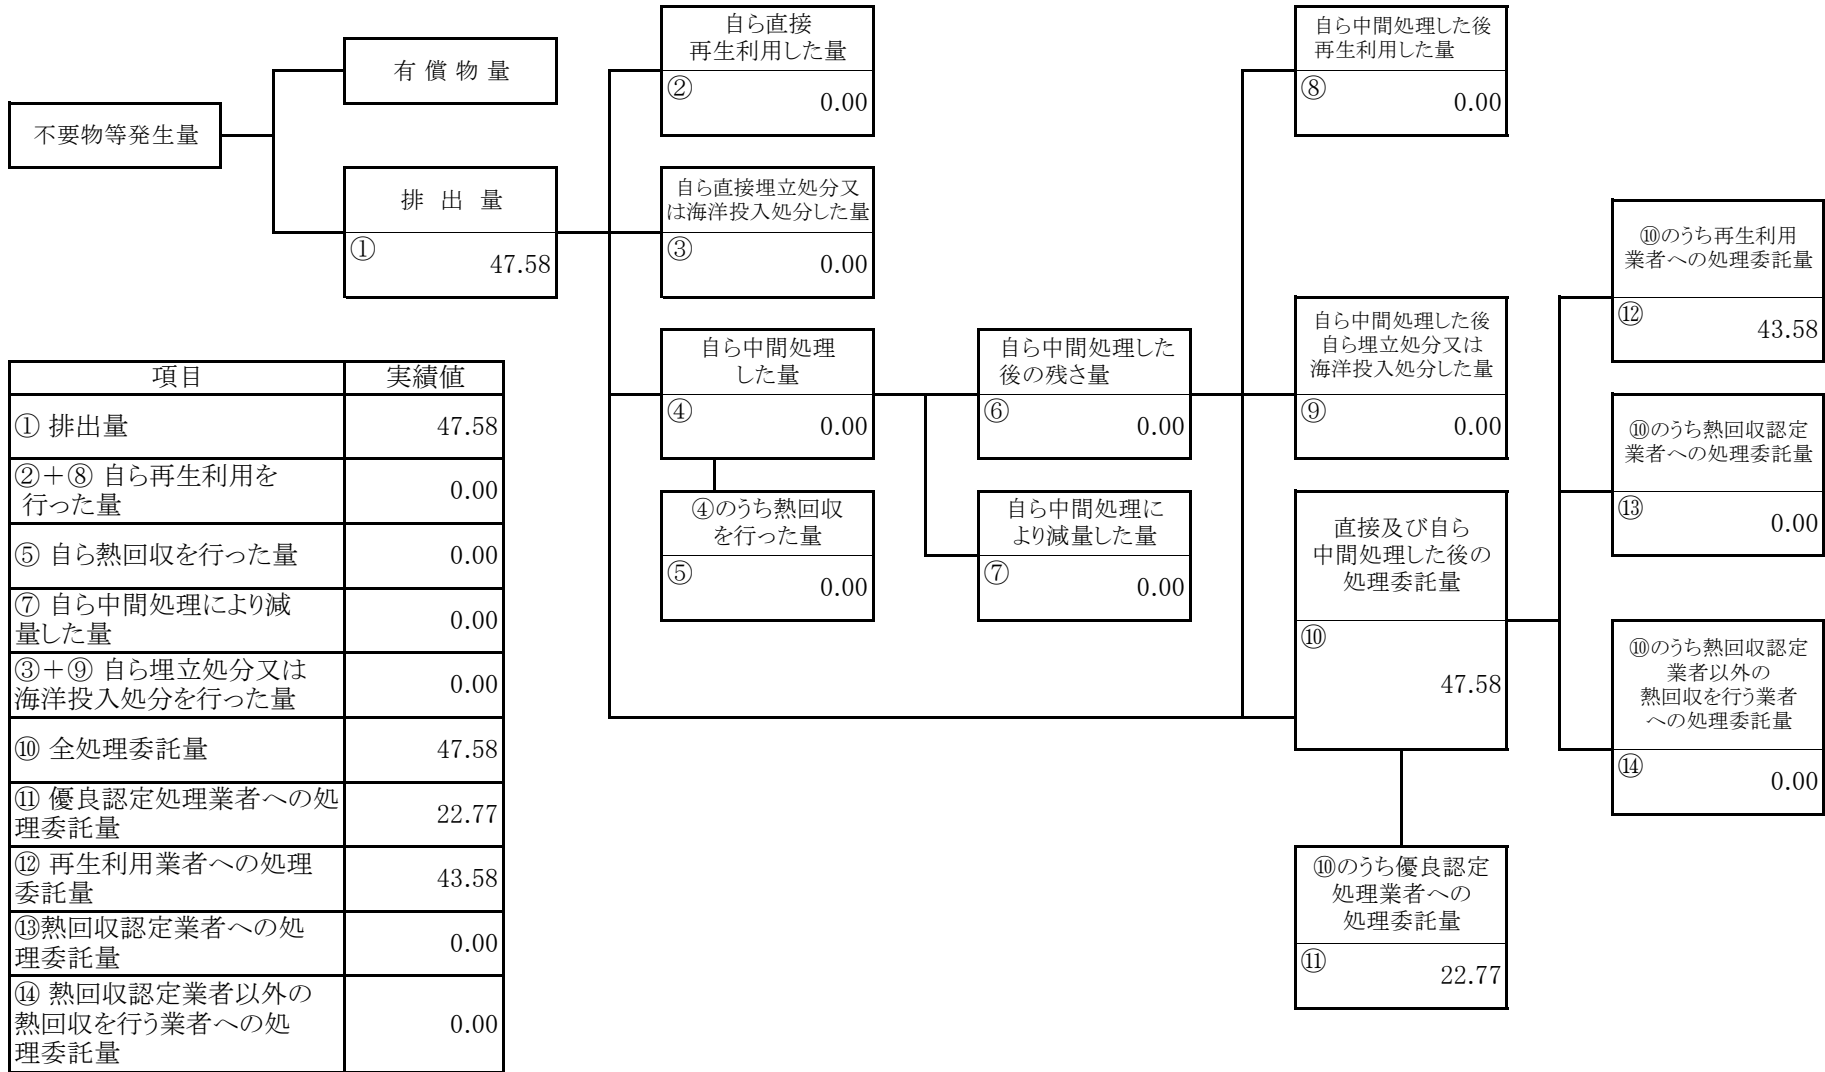 不要物等発生量
有 償 物 量
排 出 量
①
47.58
自ら直接
再生利用した量
②
0.00
自ら直接埋立処分又
は海洋投入処分した量
③
0.00
自ら中間処理
した量
④
0.00
④のうち熱回収
を行った量
⑤
0.00
自ら中間処理した
後の残さ量
⑥
0.00
自ら中間処理に
より減量した量
⑦
0.00
自ら中間処理した後
再生利用した量
⑧
0.00
自ら中間処理した後
自ら埋立処分又は
海洋投入処分した量
⑨
0.00
直接及び自ら
中間処理した後の
処理委託量
⑩
47.58
⑩のうち優良認定
処理業者への
処理委託量
⑪
22.77
⑩のうち再生利用
業者への処理委託量
⑫
43.58
⑩のうち熱回収認定
業者への処理委託量
⑬
0.00
⑩のうち熱回収認定
業者以外の
熱回収を行う業者
への処理委託量
⑭
0.00
項目 実績値
① 排出量 47.58
②＋⑧ 自ら再生利用を
行った量 0.00
⑤ 自ら熱回収を行った量 0.00
⑦ 自ら中間処理により減
量した量 0.00
③＋⑨ 自ら埋立処分又は
海洋投入処分を行った量 0.00
⑩ 全処理委託量 47.58
⑪ 優良認定処理業者への処
理委託量 22.77
⑫ 再生利用業者への処理
委託量 43.58
⑬熱回収認定業者への処
理委託量 0.00
⑭ 熱回収認定業者以外の
熱回収を行う業者への処
理委託量 0.00